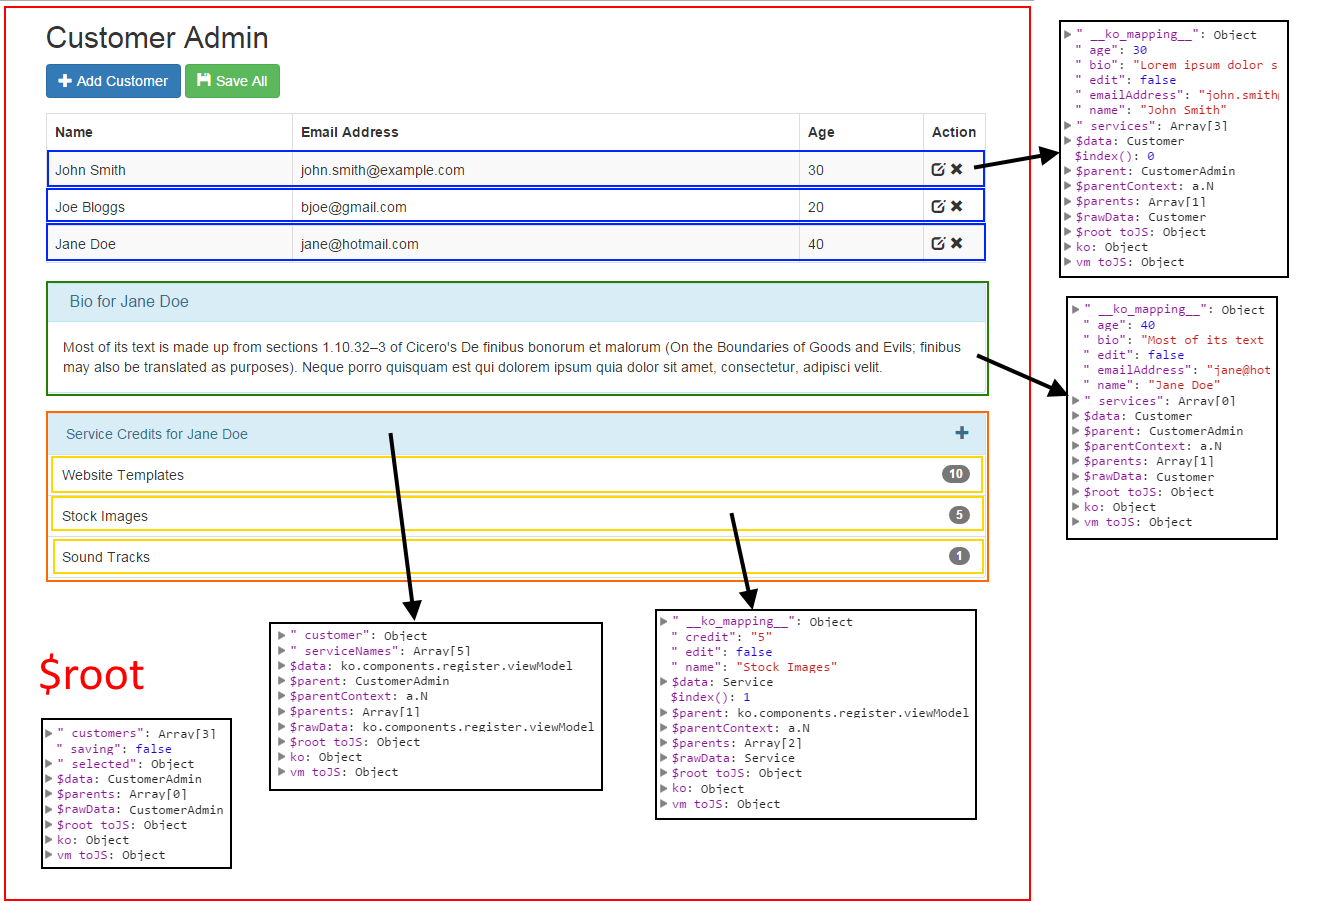 Customer Admin
Add Customer Save All
Name Email Address Age Action
John Smith john.smith@example.com 30
Joe Bloggs bjoe@gmail.com 20
Jane Doe jane@hotmail.com 40
Bio for Jane Doe
Most of its text is made up from sections 1.10.32–3 of Cicero's De finibus bonorum et malorum (On the Boundaries of Goods and Evils; finibus
may also be translated as purposes). Neque porro quisquam est qui dolorem ipsum quia dolor sit amet, consectetur, adipisci velit.
Service Credits for Jane Doe
Website Templates 10
Stock Images 5
Sound Tracks 1
" __ko_mapping__": Object
" age": 30
" bio": "Lorem ipsum dolor s
" edit": false
" emailAddress": "john.smith@
" name": "John Smith"
" services": Array[3]
$data: Customer
$index(): 0
$parent: CustomerAdmin
$parentContext: a.N
$parents: Array[1]
$rawData: Customer
$root toJS: Object
ko: Object
vm toJS: Object
" __ko_mapping__": Object
" age": 40
" bio": "Most of its text
" edit": false
" emailAddress": "jane@hot
" name": "Jane Doe"
" services": Array[0]
$data: Customer
$parent: CustomerAdmin
$parentContext: a.N
$parents: Array[1]
$rawData: Customer
$root toJS: Object
ko: Object
vm toJS: Object
" customer": Object
" serviceNames": Array[5]
$data: ko.components.register.viewModel
$parent: CustomerAdmin
$parentContext: a.N
$parents: Array[1]
$rawData: ko.components.register.viewModel
$root toJS: Object
ko: Object
vm toJS: Object
" __ko_mapping__": Object
" credit": "5"
" edit": false
" name": "Stock Images"
$data: Service
$index(): 1
$parent: ko.components.register.viewModel
$parentContext: a.N
$parents: Array[2]
$rawData: Service
$root toJS: Object
ko: Object
vm toJS: Object
$root
" customers": Array[3]
" saving": false
" selected": Object
$data: CustomerAdmin
$parents: Array[0]
$rawData: CustomerAdmin
$root toJS: Object
ko: Object
vm toJS: Object